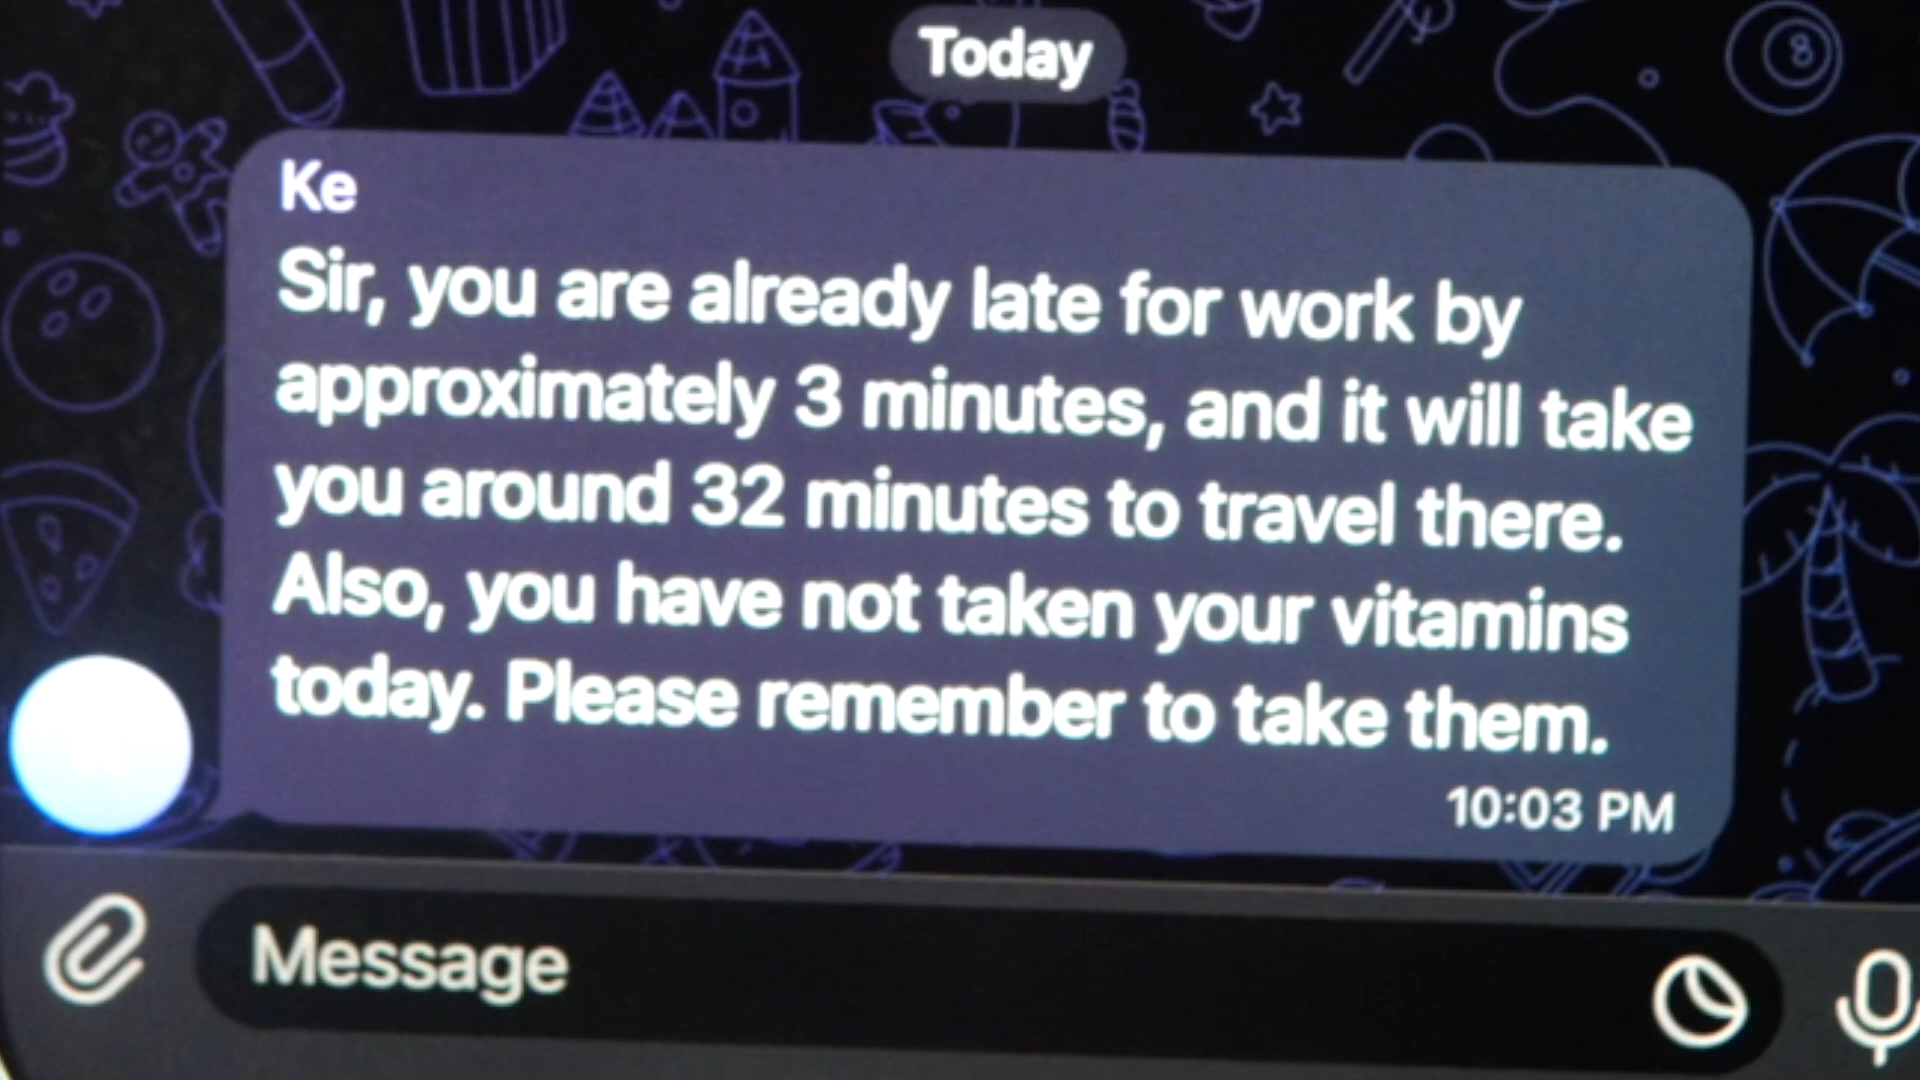 Today
Ke
Sir, you are already late for work by
approximately 3 minutes, and it will take
you around 32 minutes to travel there.
Also, you have not taken your vitamins
today. Please remember to take them.
10:03 PM
Message